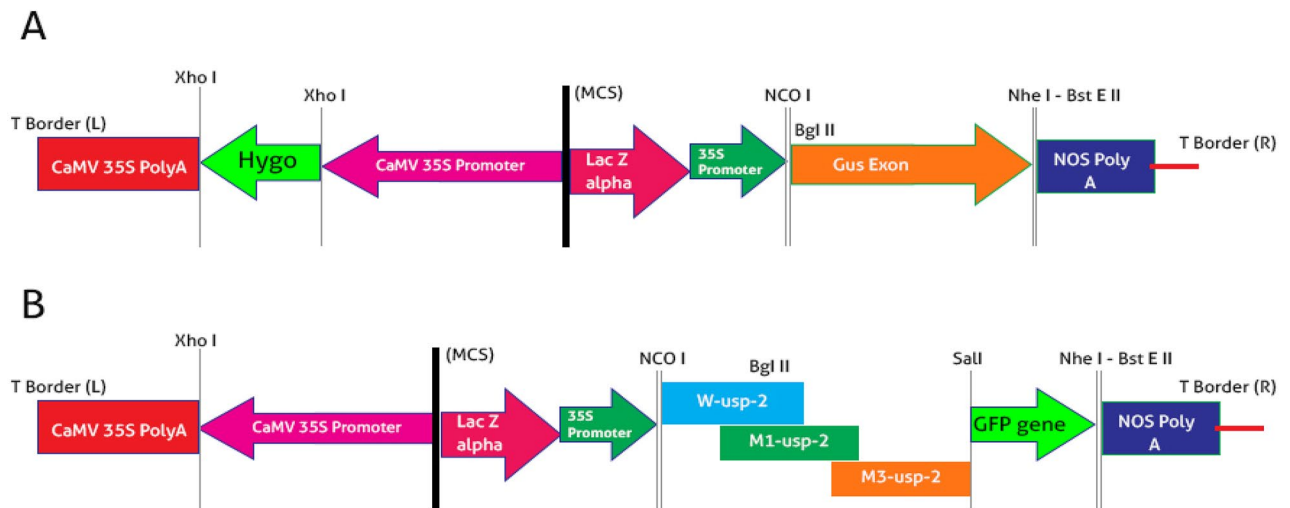 A
Xho I
Xho I
(MCS)
NCO I
Nhe I - Bst E II
T Border (L)
Bgl II
T Border (R)
CaMV 35S PolyA
Hygo
CaMV 35S Promerter
Lac Z
alpha
35S
Promoter
Gus Exon
NOS Poly
A
B
Xho I
(MCS)
NCO I
Bgl II
SalI
Nhe I - Bst E II
T Border (L)
T Border (R)
CaMV 35S PolyA
CaMV 35S Promerter
Lac Z
alpha
35S
Promoter
W-usp-2
M1-usp-2
M3-usp-2
GFP gene
NOS Poly
A